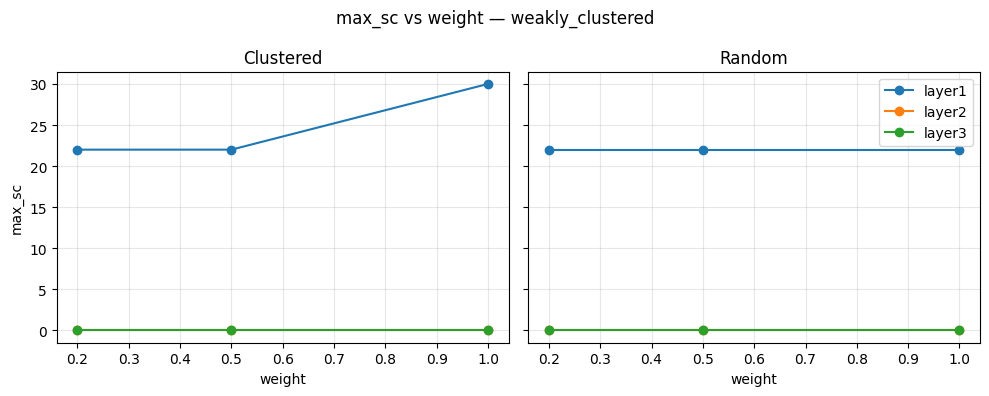 max_sc vs weight — weakly_clustered
Clustered
Random
max_sc
30
25
20
15
10
5
0
0.2 0.3 0.4 0.5 0.6 0.7 0.8 0.9 1.0
weight
layer1
layer2
layer3
0.2 0.3 0.4 0.5 0.6 0.7 0.8 0.9 1.0
weight